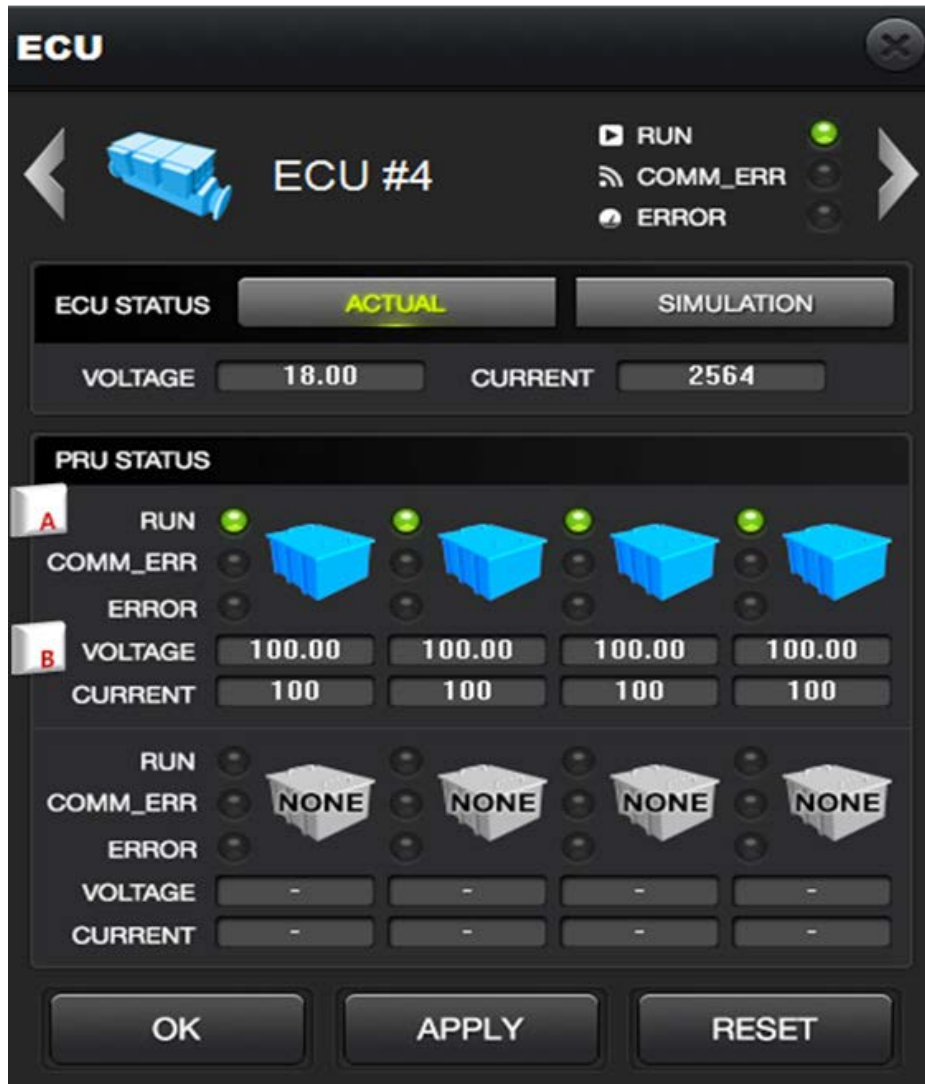 ECU
RUN
ECU #4
COMM_ERR
ERROR
ECU STATUS ACTUAL SIMULATION
VOLTAGE 18.00 CURRENT 2564
PRU STATUS
A RUN
COMM_ERR
ERROR
B VOLTAGE 100.00 100.00 100.00 100.00
CURRENT 100 100 100 100
RUN
COMM_ERR NONE NONE NONE NONE
ERROR
VOLTAGE - - - -
CURRENT - - - -
OK APPLY RESET